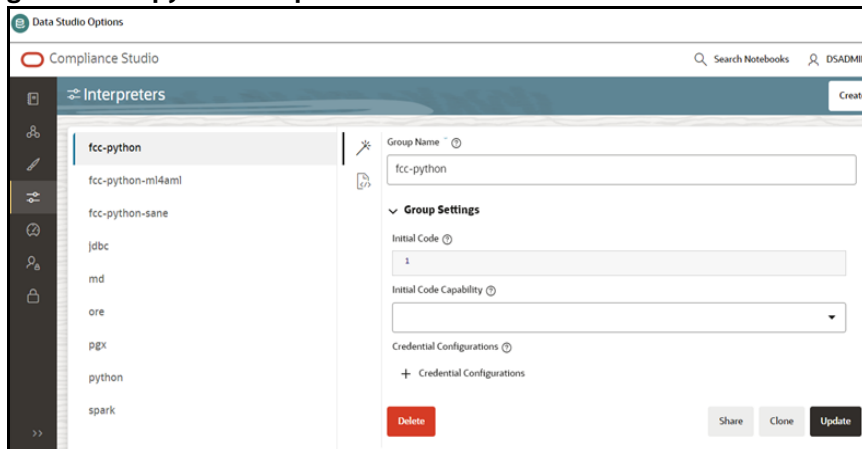 Data Studio Options
Compliance Studio
Search Notebooks
DSADMI
Interpreters
Creat
fcc-python
fcc-python-ml4aml
fcc-python-sane
jdbc
md
ore
pgx
python
spark
Group Name
fcc-python
Group Settings
Initial Code
1
Initial Code Capability
Credential Configurations
+ Credential Configurations
Delete
Share
Clone
Update